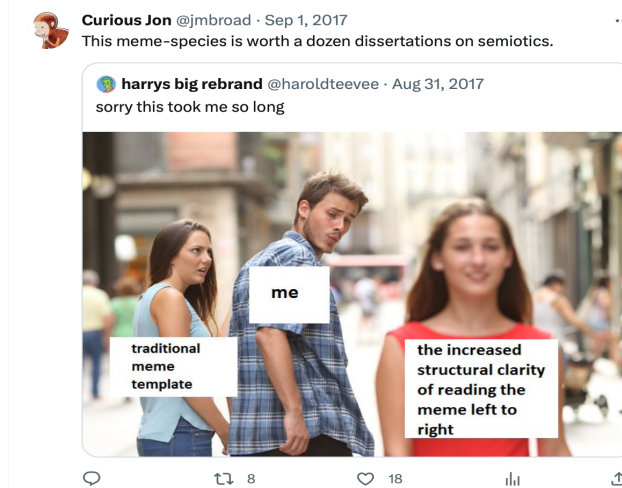 Curious Jon @jmbroad · Sep 1, 2017
This meme-species is worth a dozen dissertations on semiotics.
harrys big rebrand @haroldteevee · Aug 31, 2017
sorry this took me so long
traditional
meme
template
me
the increased
structural clarity
of reading the
meme left to
right
8
18